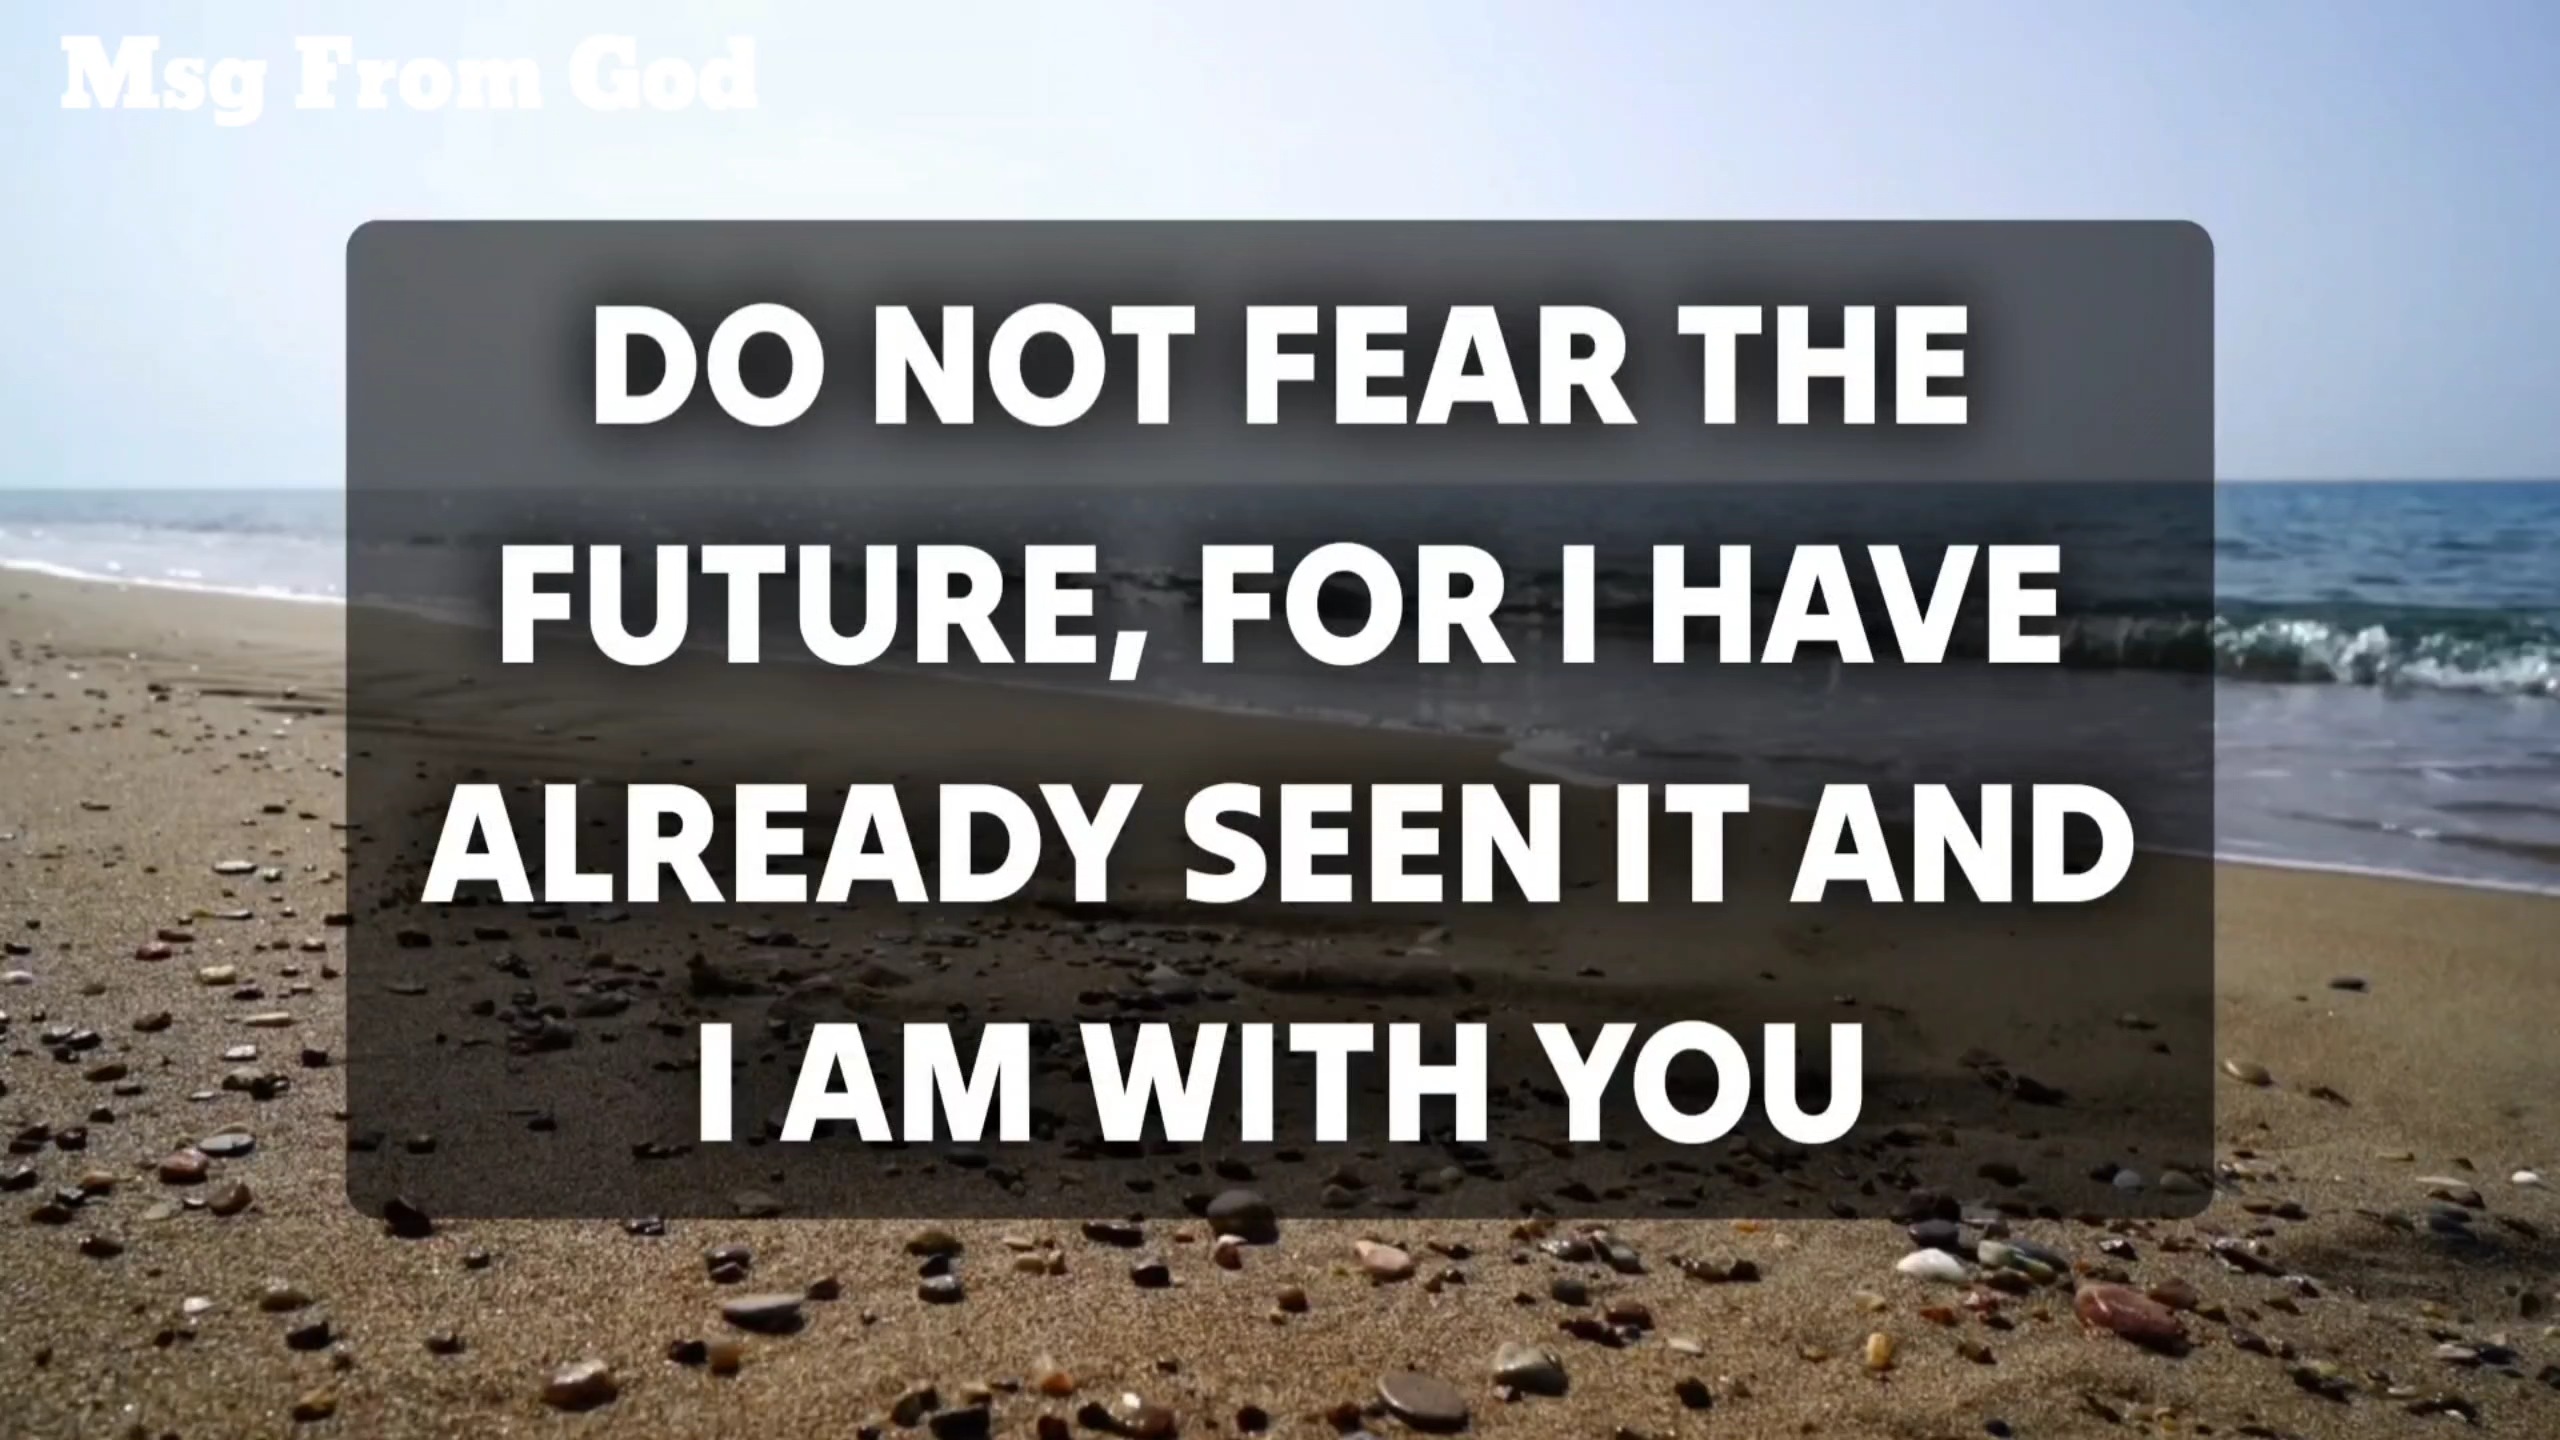 Msg From God
DO NOT FEAR THE
FUTURE, FOR I HAVE
ALREADY SEEN IT AND
I AM WITH YOU